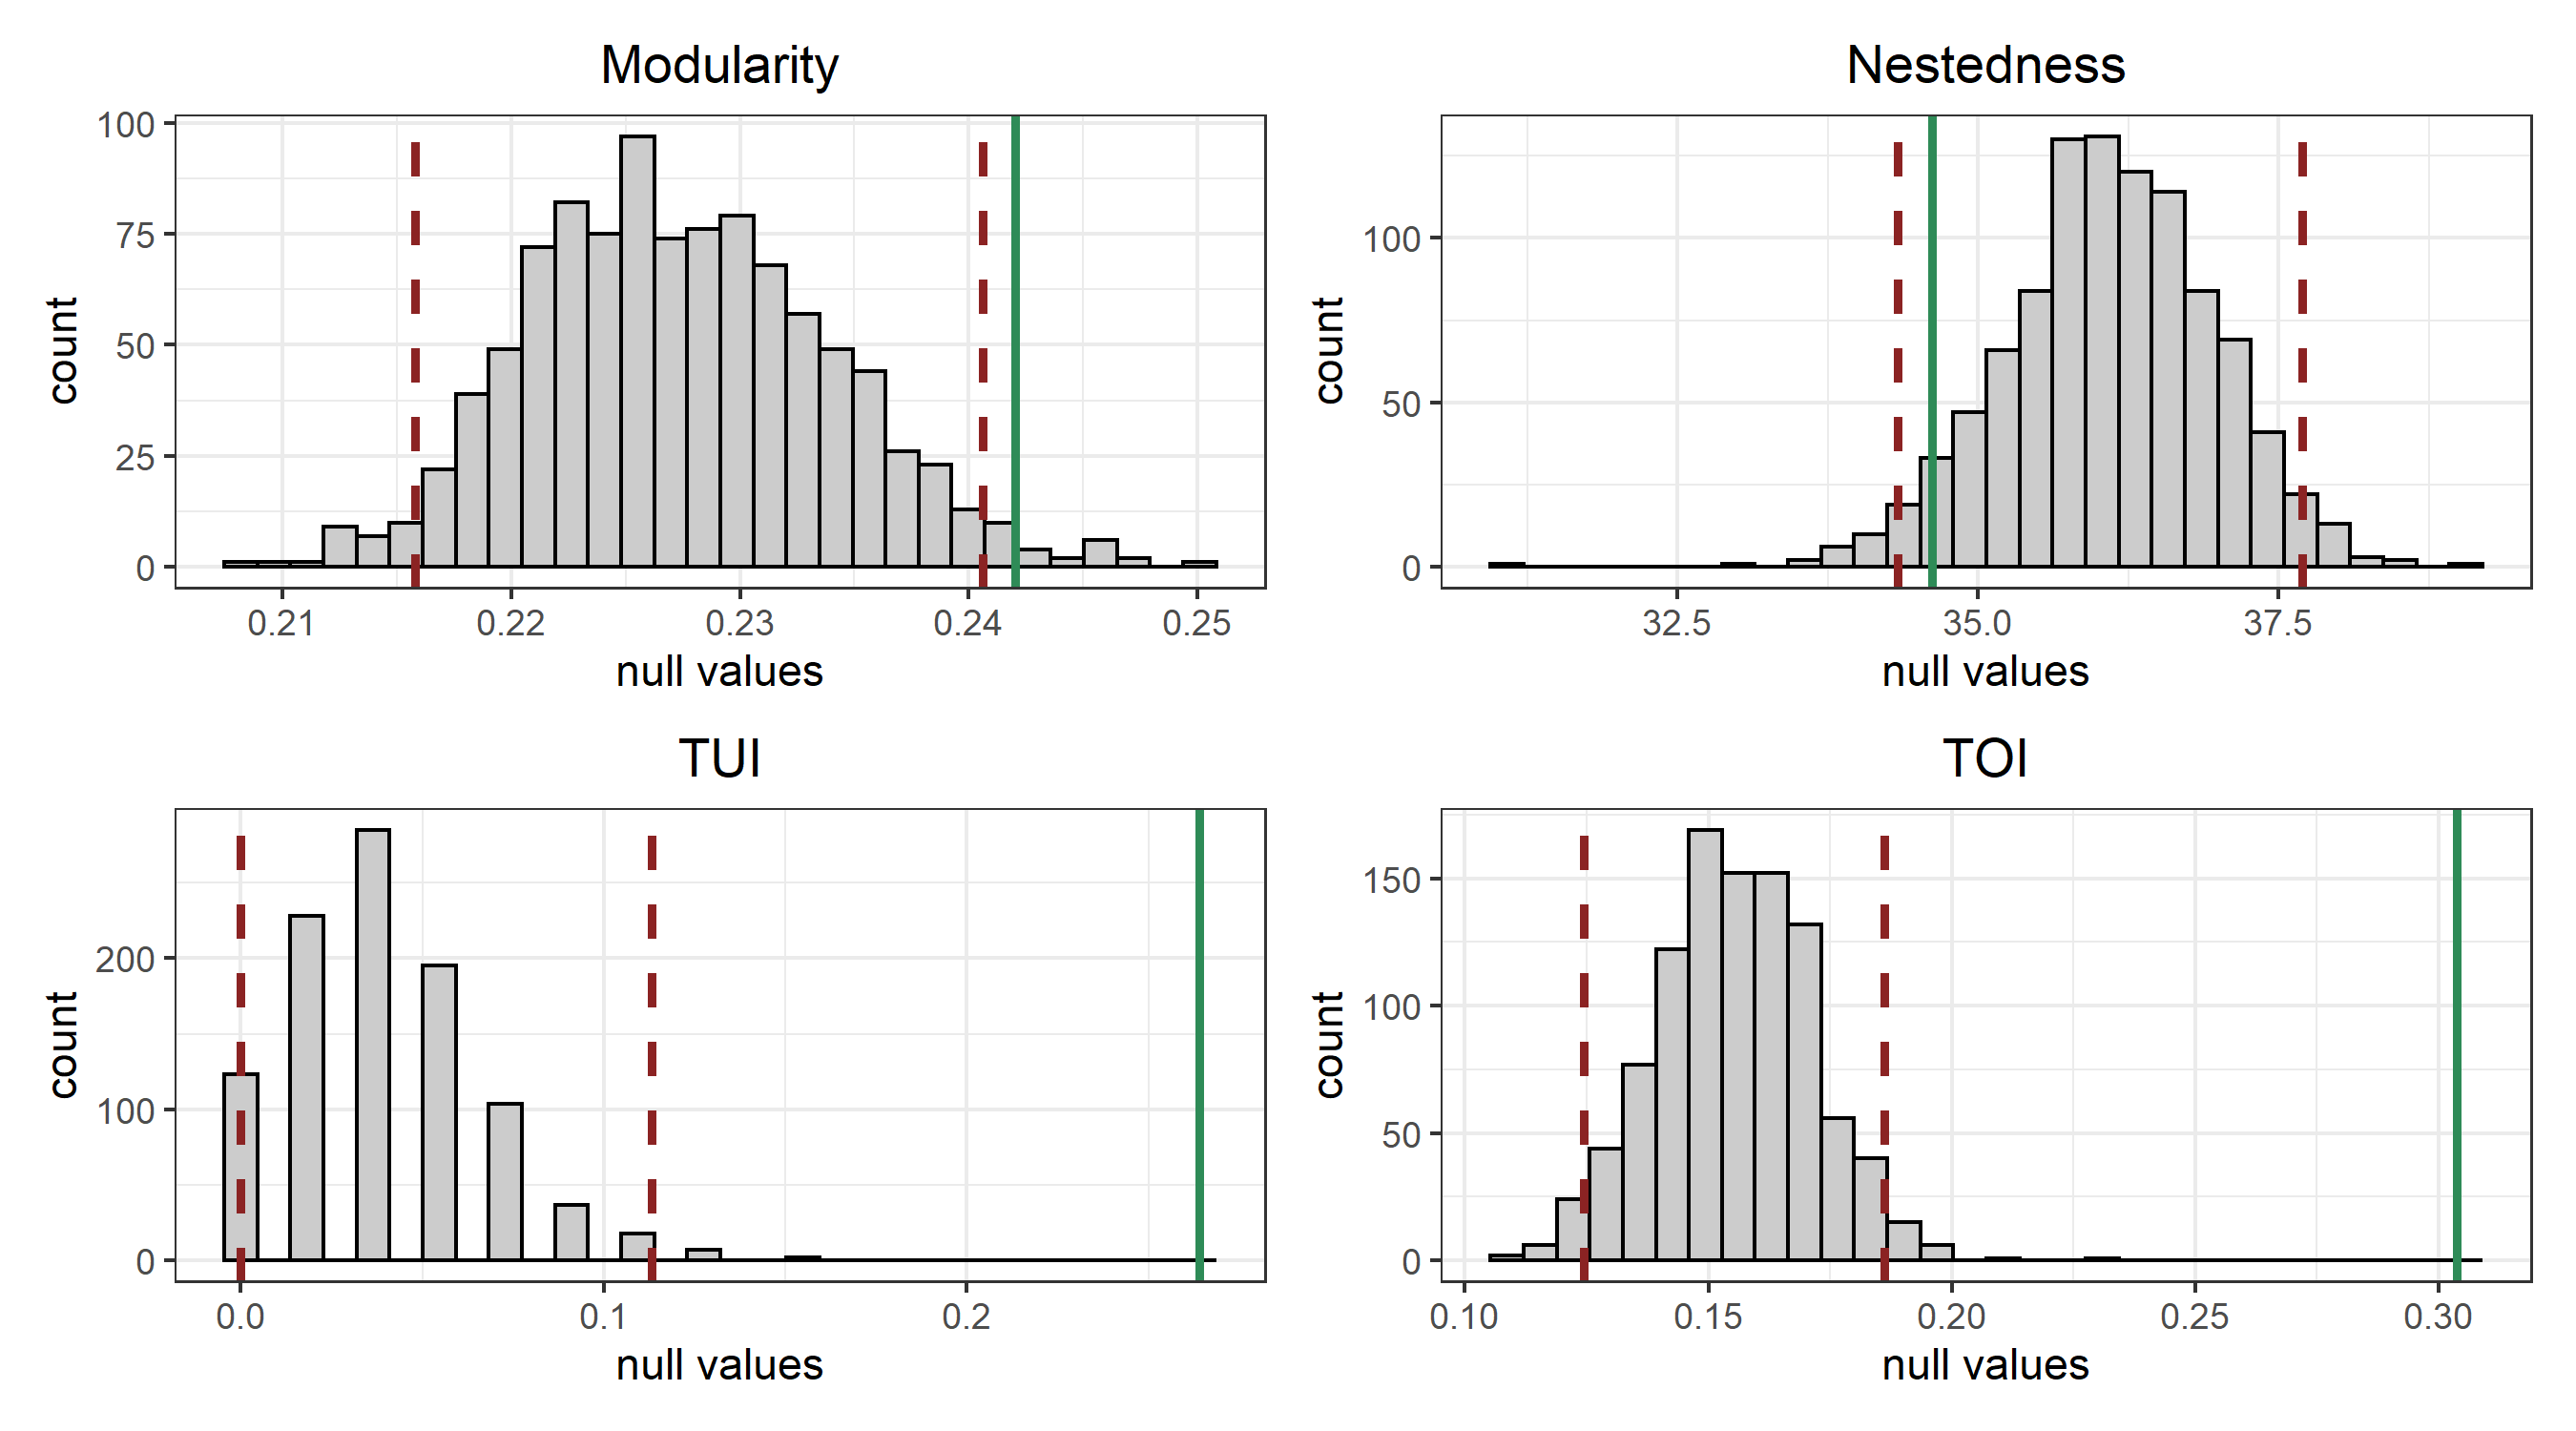 Modularity
count
100
75
50
25
0
0.21 0.22 0.23 0.24 0.25
null values
Nestedness
count
100
50
0
32.5 35.0 37.5
null values
TUI
count
200
100
0
0.0 0.1 0.2
null values
TOI
count
150
100
50
0
0.10 0.15 0.20 0.25 0.30
null values